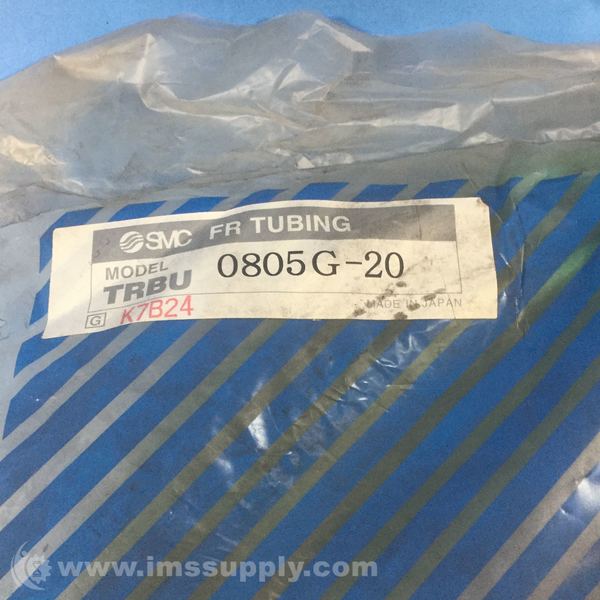 SMC FR TUBING
MODEL
TRBU 0805G-20
G K7B24 MADE IN JAPAN
www.imssupply.com